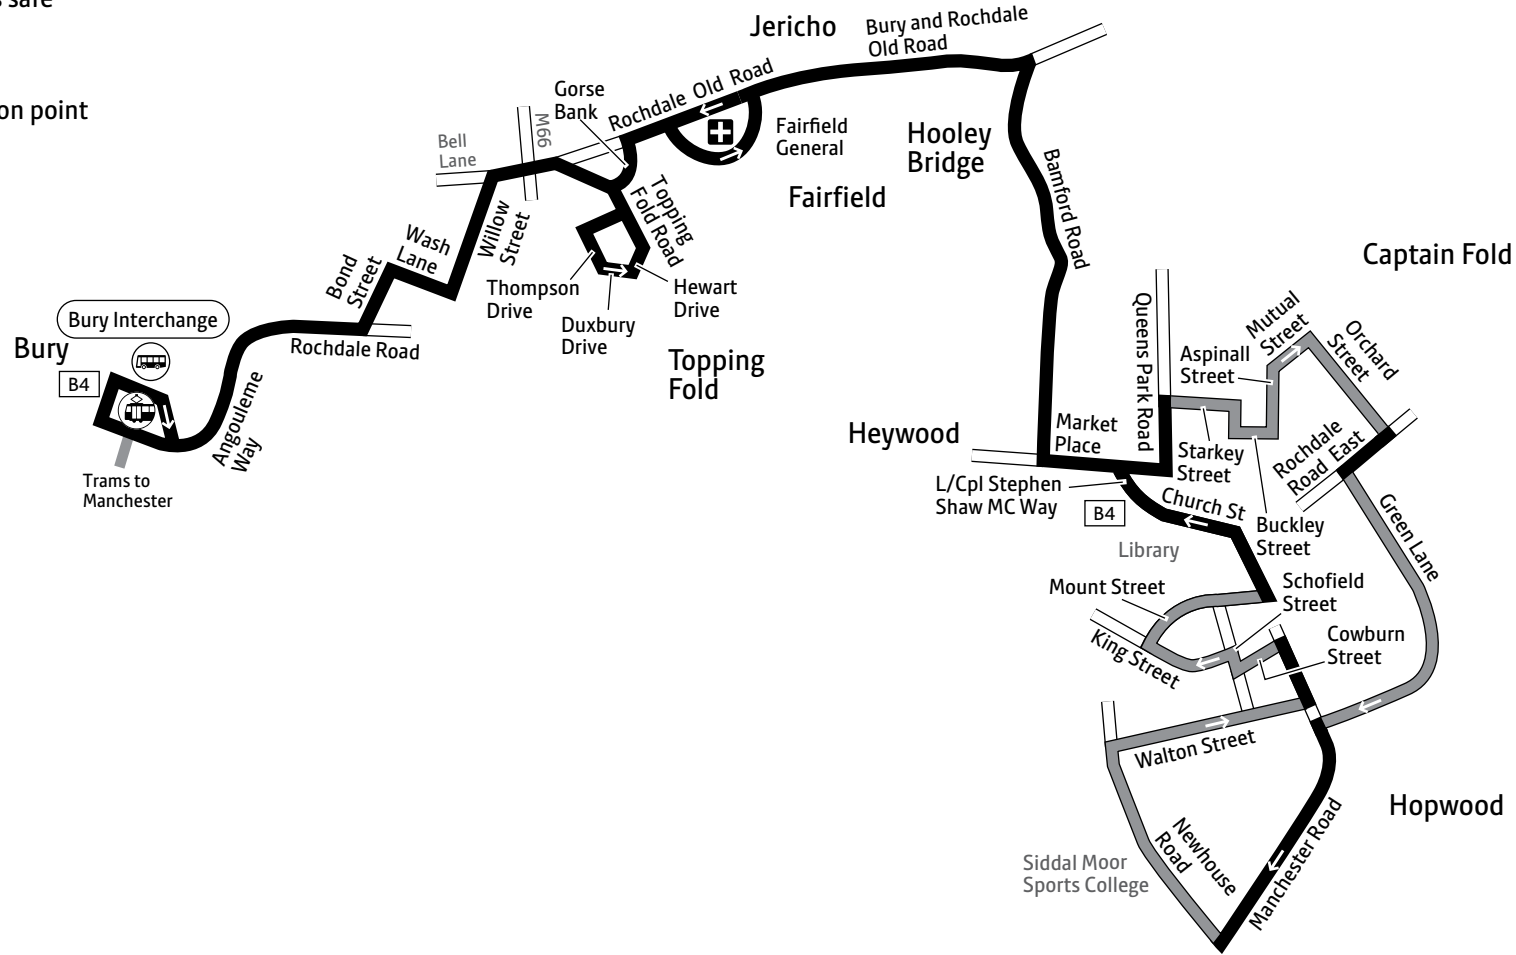 s safe
on point
Jericho
Bury and Rochdale
Old Road
Gorse
Bank
Rochdale Old Road
M66
Bell
Lane
Fairfield
General
Hooley
Bridge
Fairfield
Bamford Road
Topping
Fold Road
Willow
Street
Wash
Lane
Bond
Street
Thompson
Drive
Hewart
Drive
Duxbury
Drive
Topping
Fold
Bury Interchange
Bury
B4
Rochdale Road
Angouleme
Way
Trams to
Manchester
Captain Fold
Queens Park Road
Mutual
Street
Orchard
Street
Aspinall
Street
Heywood
Market
Place
Starkey
Street
Rochdale
Road East
L/Cpl Stephen
Shaw MC Way
B4
Church St
Buckley
Street
Green Lane
Library
Mount Street
Schofield
Street
King Street
Cowburn
Street
Walton Street
Hopwood
Newhouse
Road
Manchester Road
Siddal Moor
Sports College